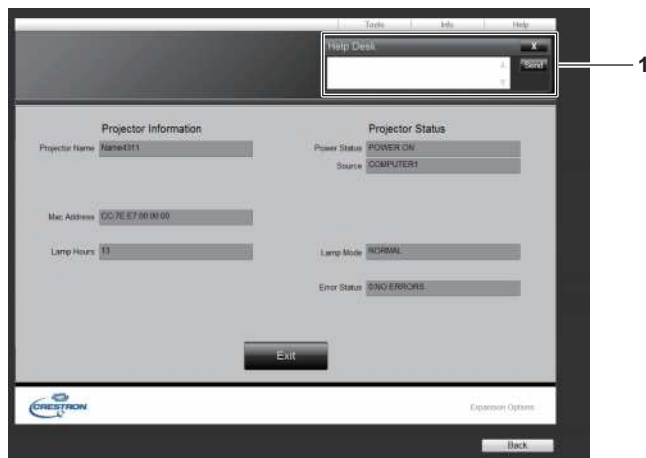 Tools Info Help
Help Desk X
Send
1
Projector Information
Projector Status
Projector Name Name4311
Power Status POWER ON
Source COMPUTER1
Mac Address CC:7E:E7:00:00:00
Lamp Hours 13
Lamp Mode NORMAL
Error Status 0:NO ERRORS
Exit
CRESTRON
Expansion Options
Back